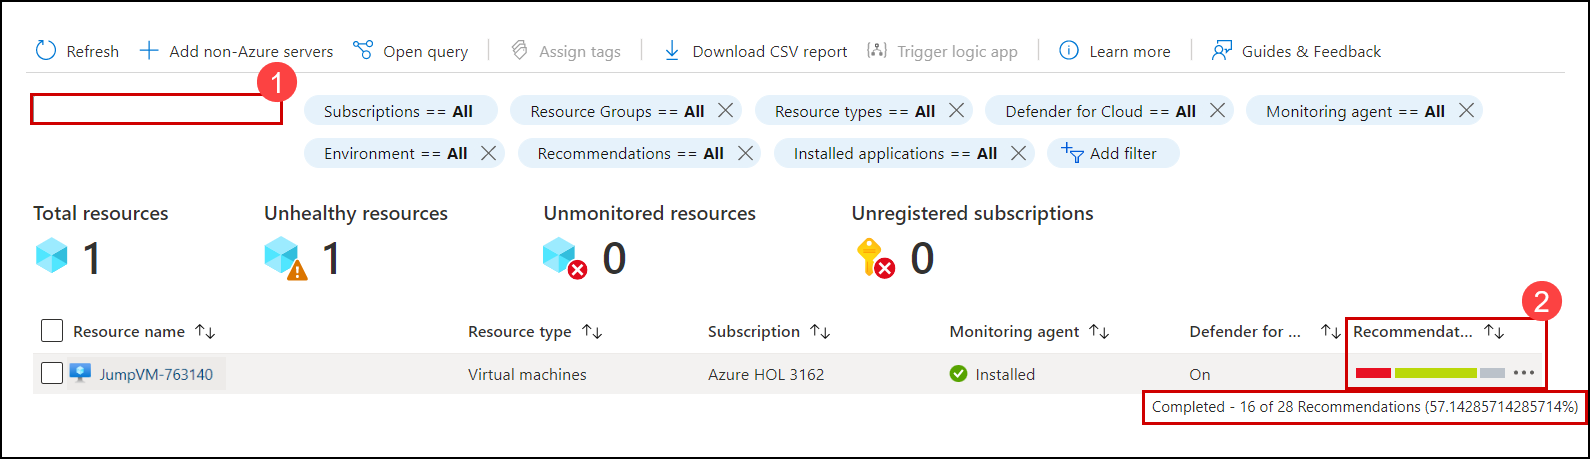 Refresh Add non-Azure servers Open query Assign tags Download CSV report Trigger logic app Learn more Guides & Feedback
1
Subscriptions == All Resource Groups == All Resource types == All Defender for Cloud == All Monitoring agent == All
Environment == All Recommendations == All Installed applications == All Add filter
Total resources Unhealthy resources Unmonitored resources Unregistered subscriptions
1 1 0 0
2
Resource name Resource type Subscription Monitoring agent Defender for ... Recommendat...
JumpVM-763140 Virtual machines Azure HOL 3162 Installed On
Completed - 16 of 28 Recommendations (57.14285714285714%)